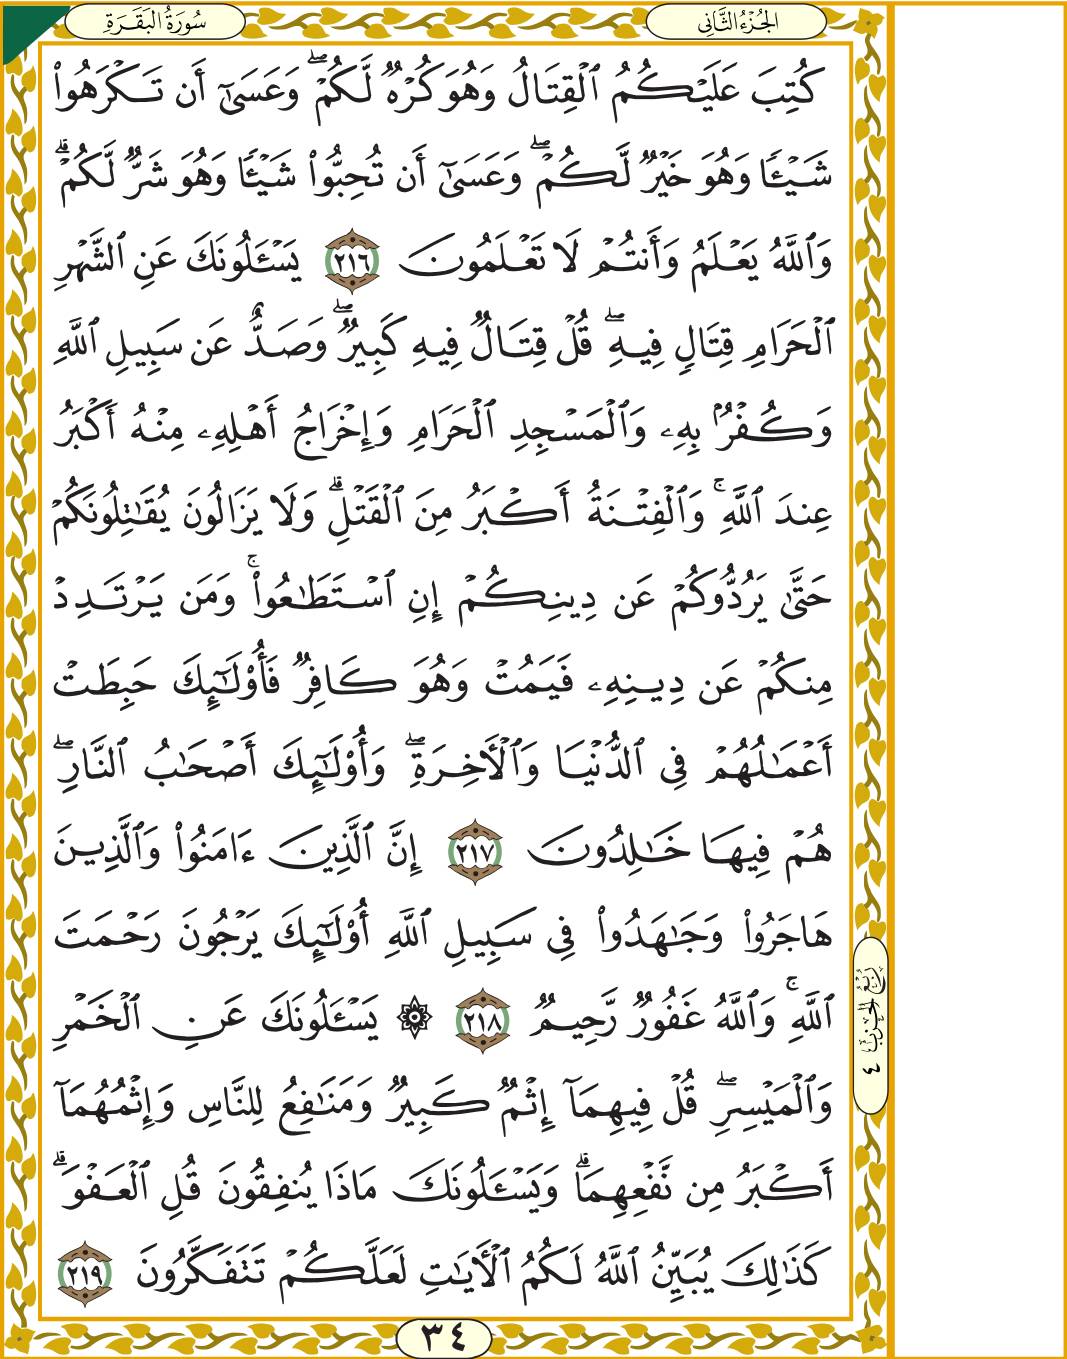 الجُزْءُ الثَّانِي
سُورَةُ البَقَرَةِ
كُتِبَ عَلَيْكُمُ ٱلْقِتَالُ وَهُوَ كُرْهٌ لَّكُمْ ۖ وَعَسَىٰٓ أَن تَكْرَهُوا۟
شَيْـًٔا وَهُوَ خَيْرٌ لَّكُمْ ۖ وَعَسَىٰٓ أَن تُحِبُّوا۟ شَيْـًٔا وَهُوَ شَرٌّ لَّكُمْ ۗ
وَٱللَّهُ يَعْلَمُ وَأَنتُمْ لَا تَعْلَمُونَ ٢١٦ يَسْـَٔلُونَكَ عَنِ ٱلشَّهْرِ
ٱلْحَرَامِ قِتَالٍ فِيهِ ۖ قُلْ قِتَالٌ فِيهِ كَبِيرٌ ۖ وَصَدٌّ عَن سَبِيلِ ٱللَّهِ
وَكُفْرٌۢ بِهِۦ وَٱلْمَسْجِدِ ٱلْحَرَامِ وَإِخْرَاجُ أَهْلِهِۦ مِنْهُ أَكْبَرُ
عِندَ ٱللَّهِ ۚ وَٱلْفِتْنَةُ أَكْبَرُ مِنَ ٱلْقَتْلِ ۗ وَلَا يَزَالُونَ يُقَـٰتِلُونَكُمْ
حَتَّىٰ يَرُدُّوكُمْ عَن دِينِكُمْ إِنِ ٱسْتَطَـٰعُوا۟ ۚ وَمَن يَرْتَدِدْ
مِنكُمْ عَن دِينِهِۦ فَيَمُتْ وَهُوَ كَافِرٌ فَأُو۟لَـٰٓئِكَ حَبِطَتْ
أَعْمَـٰلُهُمْ فِى ٱلدُّنْيَا وَٱلْـَٔاخِرَةِ ۖ وَأُو۟لَـٰٓئِكَ أَصْحَـٰبُ ٱلنَّارِ ۖ
هُمْ فِيهَا خَـٰلِدُونَ ٢١٧ إِنَّ ٱلَّذِينَ ءَامَنُوا۟ وَٱلَّذِينَ
هَاجَرُوا۟ وَجَـٰهَدُوا۟ فِى سَبِيلِ ٱللَّهِ أُو۟لَـٰٓئِكَ يَرْجُونَ رَحْمَتَ
ٱللَّهِ ۚ وَٱللَّهُ غَفُورٌ رَّحِيمٌ ٢١٨ ۞ يَسْـَٔلُونَكَ عَنِ ٱلْخَمْرِ
وَٱلْمَيْسِرِ ۖ قُلْ فِيهِمَآ إِثْمٌ كَبِيرٌ وَمَنَـٰفِعُ لِلنَّاسِ وَإِثْمُهُمَآ
أَكْبَرُ مِن نَّفْعِهِمَا ۗ وَيَسْـَٔلُونَكَ مَاذَا يُنفِقُونَ قُلِ ٱلْعَفْوَ ۗ
كَذَٰلِكَ يُبَيِّنُ ٱللَّهُ لَكُمُ ٱلْـَٔايَـٰتِ لَعَلَّكُمْ تَتَفَكَّرُونَ ٢١٩
رُبْعُ الحِزْبِ ٤
٣٤